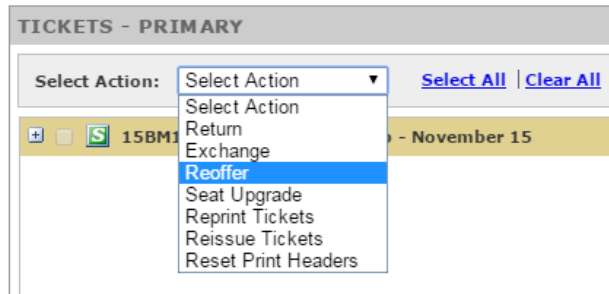 TICKETS - PRIMARY
Select Action: Select Action Select All | Clear All
Select Action
Return
Exchange
Reoffer
Seat Upgrade
Reprint Tickets
Reissue Tickets
Reset Print Headers
S 15BM1 - November 15